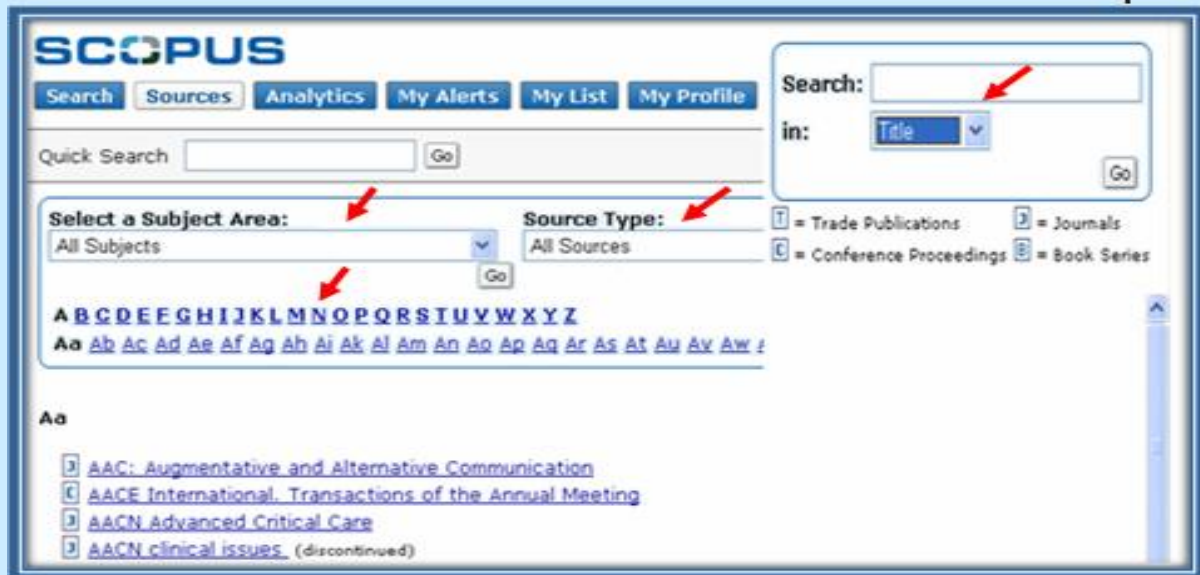 SCOPUS
Search Sources Analytics My Alerts My List My Profile
Quick Search Go
Search:
in: Title
Go
Select a Subject Area: Source Type:
All Subjects All Sources
Go
T = Trade Publications J = Journals
C = Conference Proceedings B = Book Series
A B C D E F G H I J K L M N O P Q R S T U V W X Y Z
Aa Ab Ac Ad Ae Af Ag Ah Ai Ak Al Am An Ao Ap Aq Ar As At Au Av Aw
Aa
J AAC: Augmentative and Alternative Communication
C AACE International. Transactions of the Annual Meeting
J AACN Advanced Critical Care
J AACN clinical issues (discontinued)